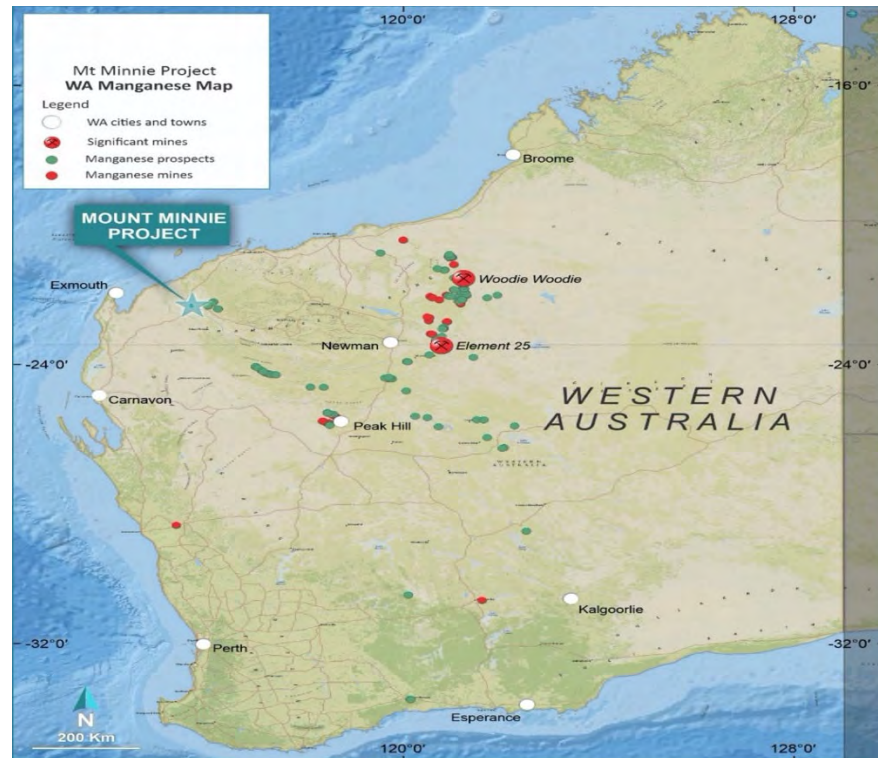 120°0'
128°0'
Mt Minnie Project
WA Manganese Map
Legend
WA cities and towns
Significant mines
Manganese prospects
Manganese mines
-16°0'
Broome
MOUNT MINNIE
PROJECT
Woodie Woodie
Exmouth
Newman
Element 25
-24°0'
-24°0'
Carnavon
WESTERN
AUSTRALIA
Peak Hill
WESTERN
AUSTRALIA
Kalgoorlie
-32°0'
-32°0'
Perth
N
Esperance
200 Km
120°0'
128°0'